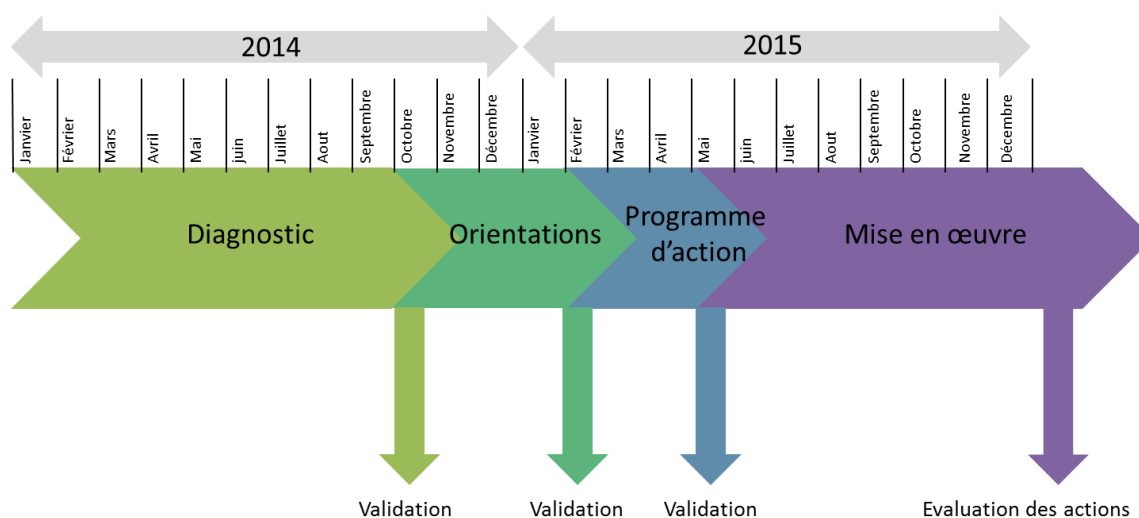 2014
2015
Janvier
Février
Mars
Avril
Mai
juin
Juillet
Aout
Septembre
Octobre
Novembre
Décembre
Janvier
Février
Mars
Avril
Mai
juin
Juillet
Aout
Septembre
Octobre
Novembre
Décembre
Diagnostic
Orientations
Programme
d’action
Mise en œuvre
Validation
Validation
Validation
Evaluation des actions